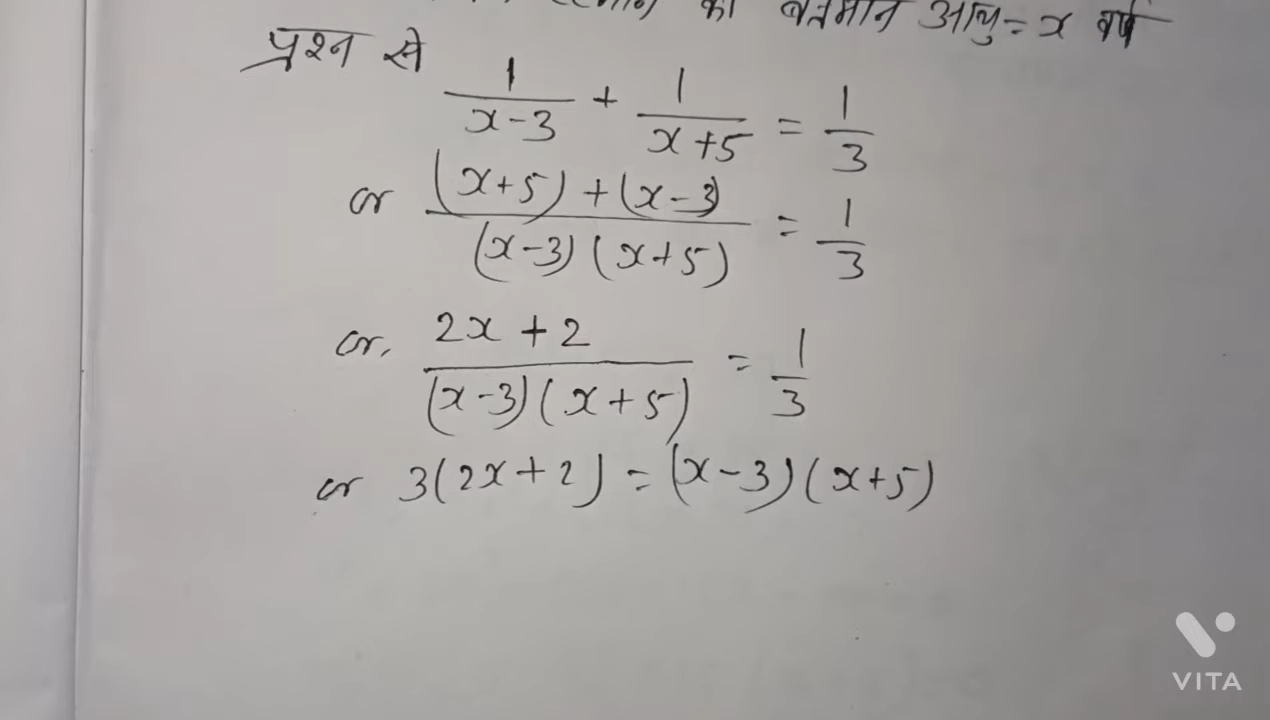 का वर्तमान आयु = x वर्ष
प्रश्न से
1/(x-3) + 1/(x+5) = 1/3
or ((x+5) + (x-3))/((x-3)(x+5)) = 1/3
or, (2x+2)/((x-3)(x+5)) = 1/3
or 3(2x+2) = (x-3)(x+5)
VITA